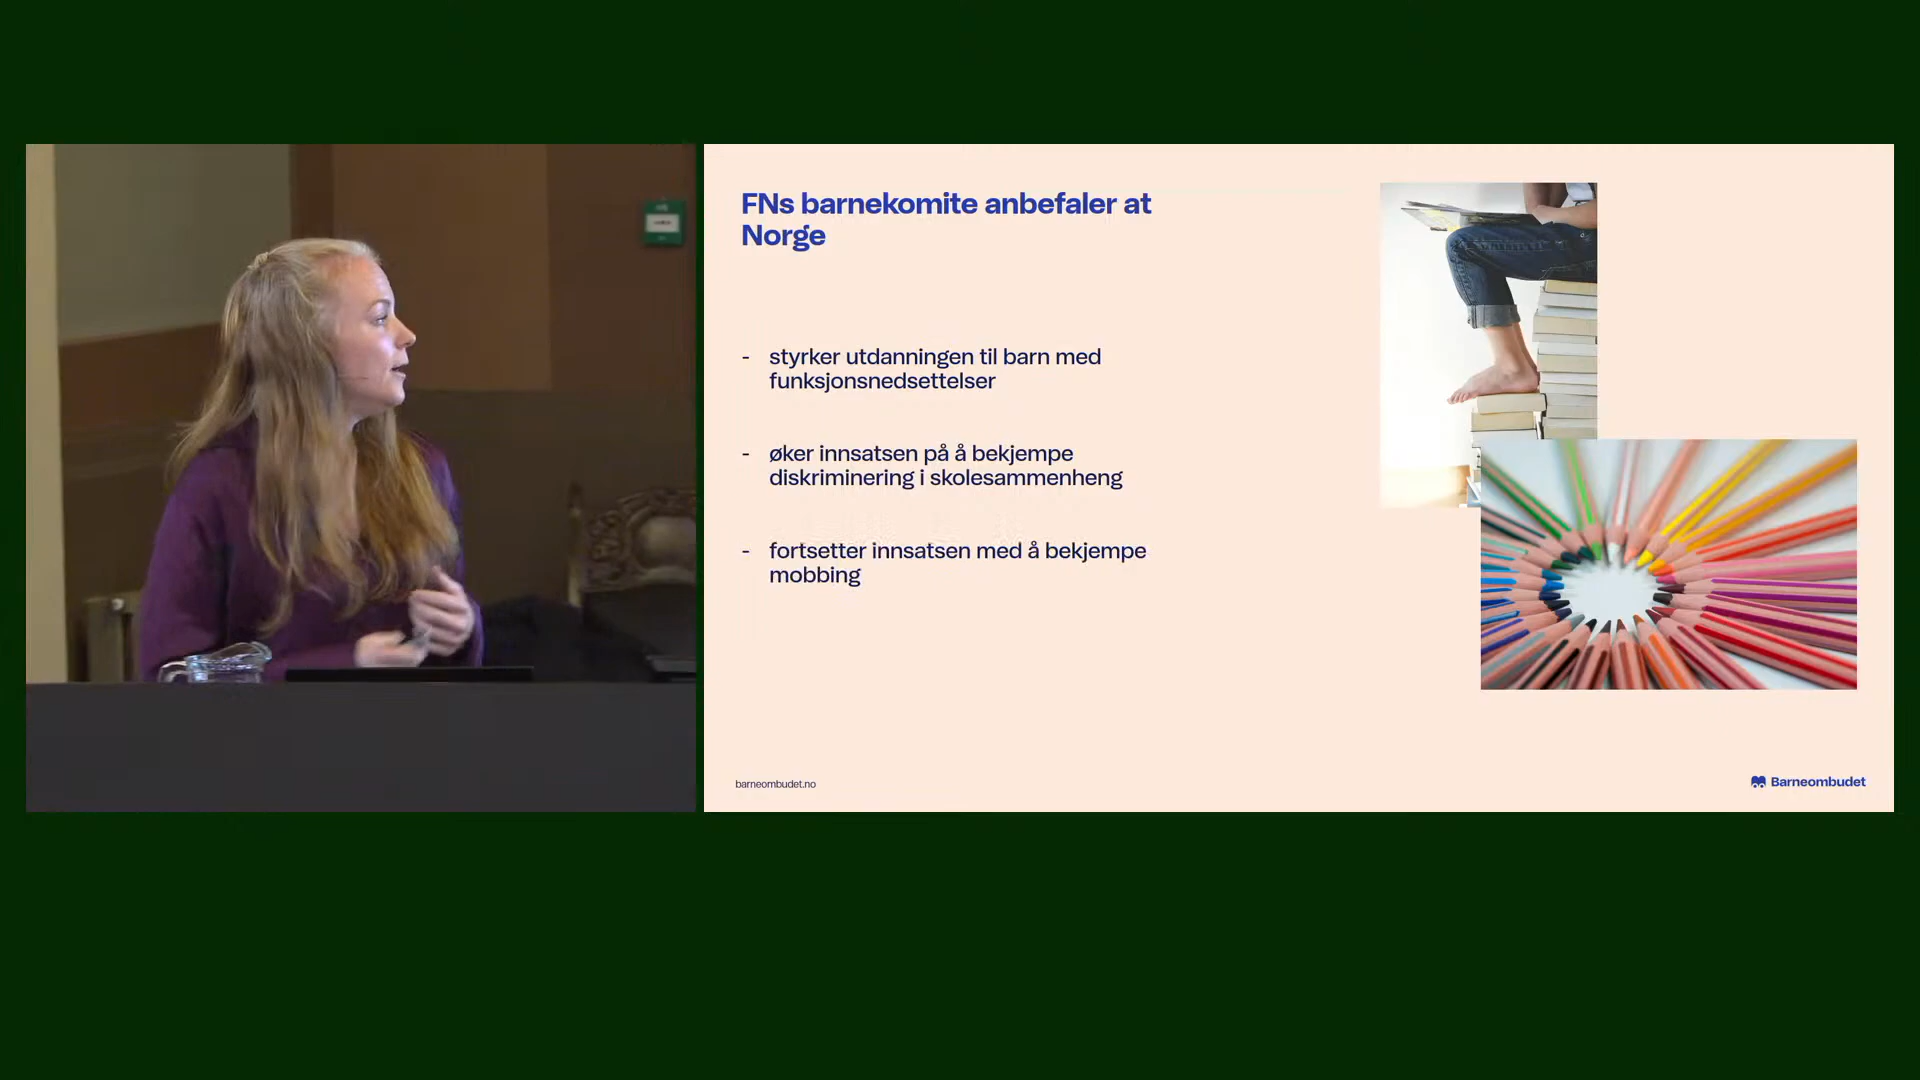 FNs barnekomite anbefaler at
Norge
- styrker utdanningen til barn med
funksjonsnedsettelser
- øker innsatsen på å bekjempe
diskriminering i skolesammenheng
- fortsetter innsatsen med å bekjempe
mobbing
barneombudet.no
Barneombudet